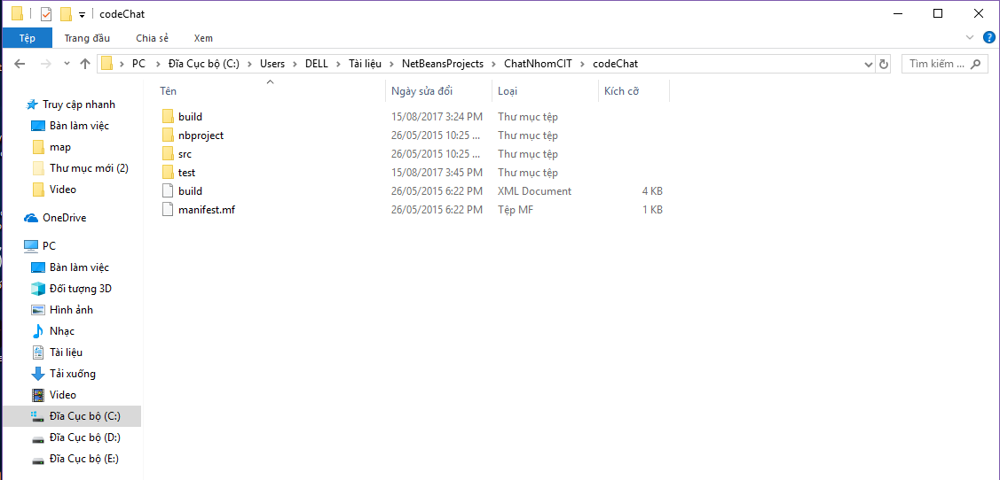 codeChat
Tệp Trang đầu Chia sẻ Xem
PC Đĩa Cục bộ (C:) Users DELL Tài liệu NetBeansProjects ChatNhomCIT codeChat Tìm kiếm ...
Tên Ngày sửa đổi Loại Kích cỡ
build 15/08/2017 3:24 PM Thư mục tệp
nbproject 26/05/2015 10:25 ... Thư mục tệp
src 26/05/2015 10:25 ... Thư mục tệp
test 15/08/2017 3:45 PM Thư mục tệp
build 26/05/2015 6:22 PM XML Document 4 KB
manifest.mf 26/05/2015 6:22 PM Tệp MF 1 KB
Truy cập nhanh
Bàn làm việc
map
Thư mục mới (2)
Video
OneDrive
PC
Bàn làm việc
Đối tượng 3D
Hình ảnh
Nhạc
Tài liệu
Tải xuống
Video
Đĩa Cục bộ (C:)
Đĩa Cục bộ (D:)
Đĩa Cục bộ (E:)